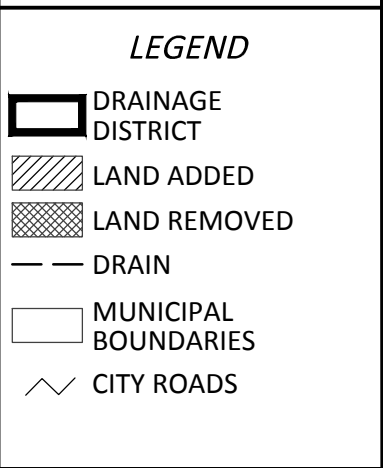 LEGEND
DRAINAGE
DISTRICT
LAND ADDED
LAND REMOVED
DRAIN
MUNICIPAL
BOUNDARIES
CITY ROADS